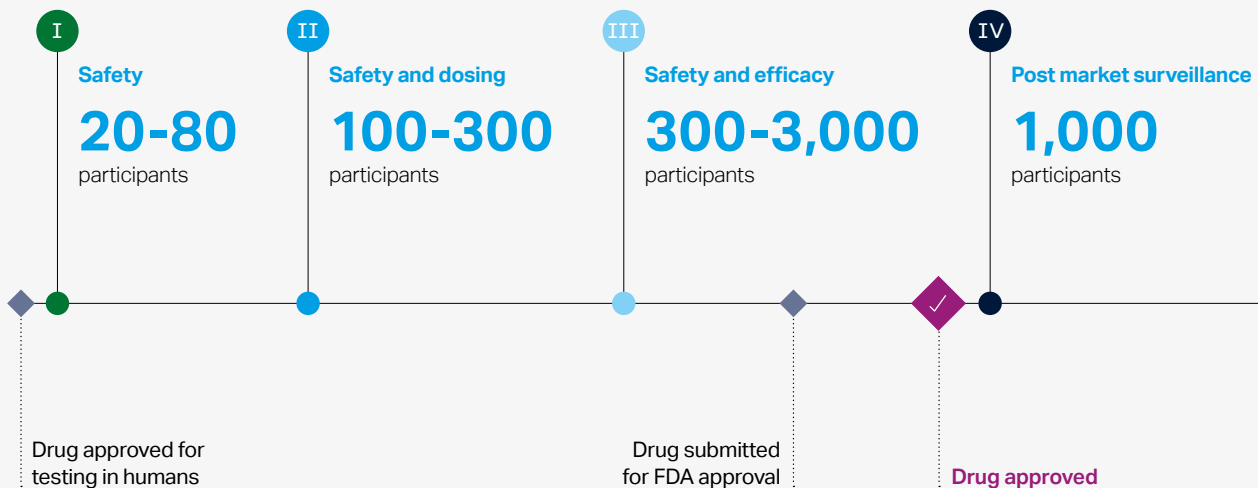 I
II
III
IV
Safety
20-80
participants
Safety and dosing
100-300
participants
Safety and efficacy
300-3,000
participants
Post market surveillance
1,000
participants
Drug approved for
testing in humans
Drug submitted
for FDA approval
Drug approved